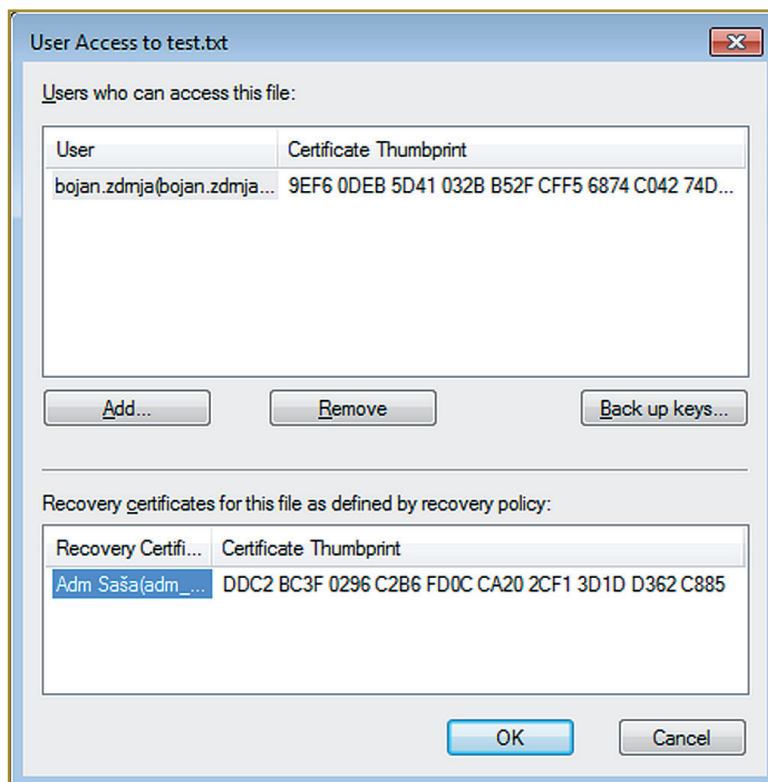 User Access to test.txt
Users who can access this file:
User Certificate Thumbprint
bojan.zdrnja(bojan.zdrnja... 9EF6 0DEB 5D41 032B B52F CFF5 6874 C042 74D...
Add... Remove Back up keys...
Recovery certificates for this file as defined by recovery policy:
Recovery Certifi... Certificate Thumbprint
Adm Saša(adm_... DDC2 BC3F 0296 C2B6 FD0C CA20 2CF1 3D1D D362 C885
OK Cancel